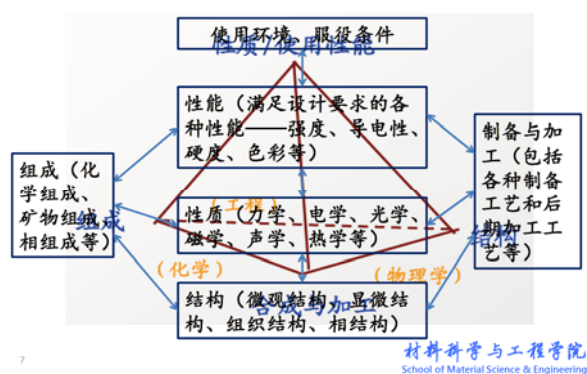 使用环境、服役条件
性质/使用性能
性能（满足设计要求的各
种性能——强度、导电性、
硬度、色彩等）
制备与加
工（包括
各种制备
工艺和后
期加工工
艺等）
组成（化
学组成、
矿物组成、
相组成等）
组成
（工程）
性质（力学、电学、光学、
磁学、声学、热学等）
结构
（化学）
（物理学）
结构（微观结构、显微结
构、组织结构、相结构）
合成与加工
7
材料科学与工程学院
School of Material Science & Engineering